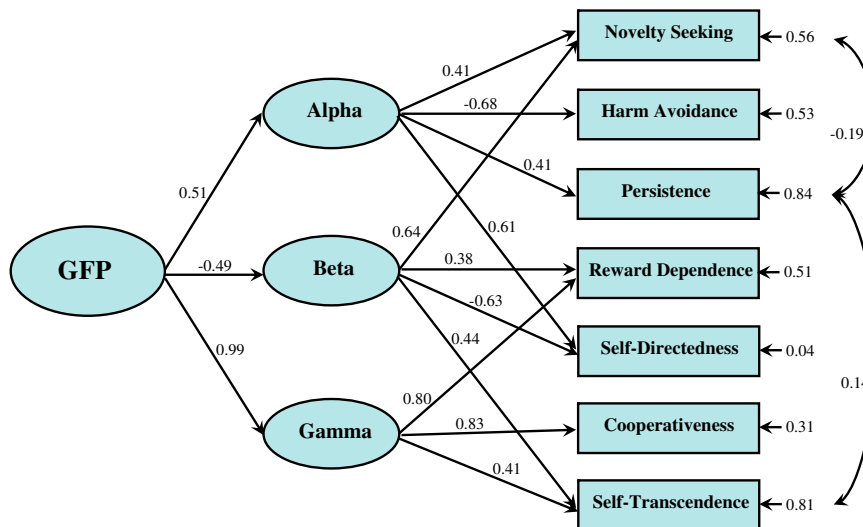 Novelty Seeking
0.56
0.41
Alpha
-0.68
Harm Avoidance
0.53
-0.19
0.41
0.51
Persistence
0.84
0.61
0.64
GFP
-0.49
Beta
0.38
Reward Dependence
0.51
-0.63
0.44
Self-Directedness
0.04
0.99
0.14
0.80
Gamma
0.83
Cooperativeness
0.31
0.41
Self-Transcendence
0.81